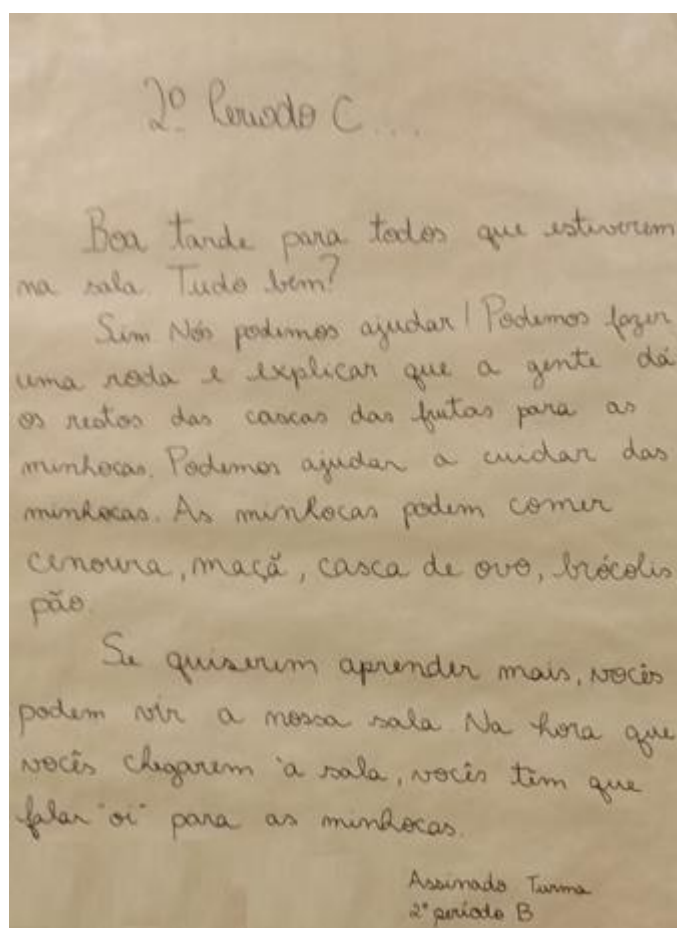 2º Período C...
Boa tarde para todos que estiverem
na sala. Tudo bem?
Sim Nós podemos ajudar! Podemos fazer
uma roda e explicar que a gente dá
os restos das cascas das frutas para as
minhocas. Podemos ajudar a cuidar das
minhocas. As minhocas podem comer
cenoura, maçã, casca de ovo, brócolis
pão.
Se quiserem aprender mais, vocês
podem vir a nossa sala. Na hora que
vocês chegarem à sala, vocês têm que
falar "oi" para as minhocas.
Assinado Turma
2º período B